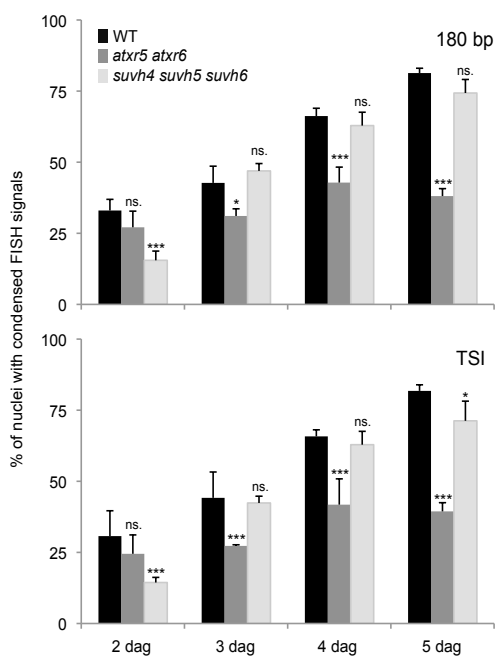 % of nuclei with condensed FISH signals
100
75
50
25
0
WT
atxr5 atxr6
suvh4 suvh5 suvh6
180 bp
ns.
***
*
ns.
***
ns.
***
ns.
100
75
50
25
0
TSI
ns.
***
***
ns.
***
ns.
***
*
2 dag 3 dag 4 dag 5 dag